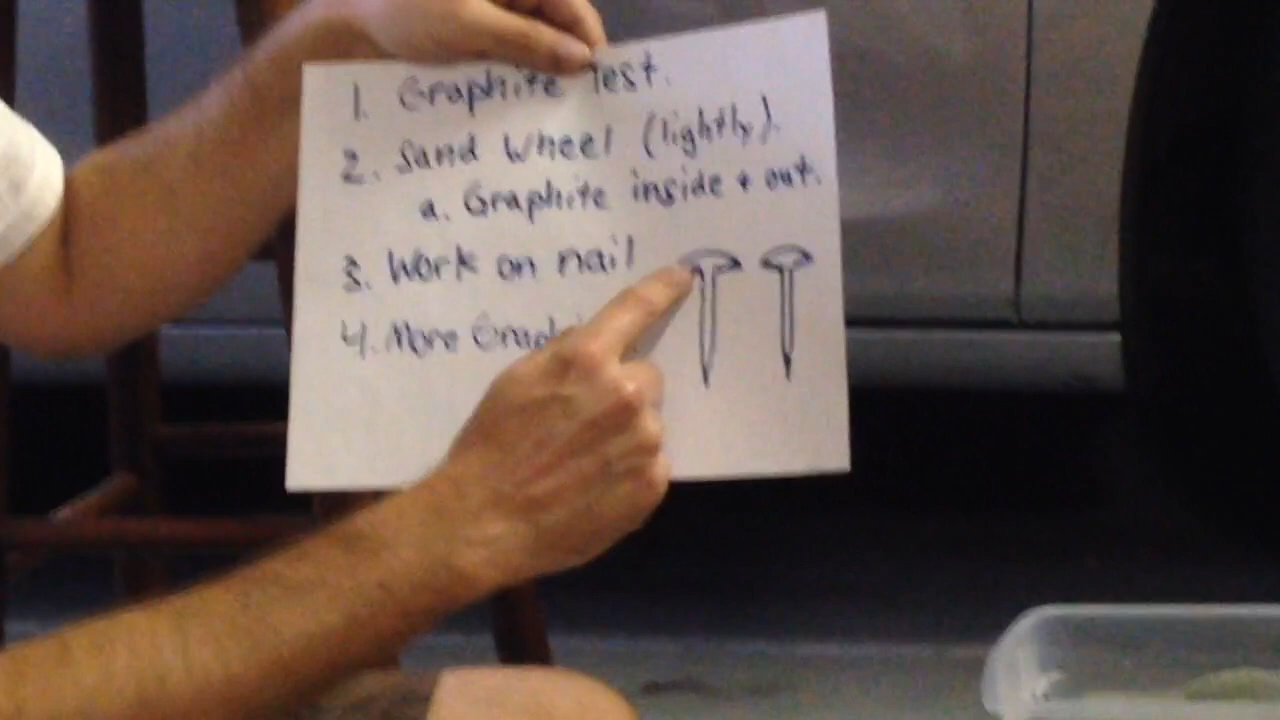 1. Graphite Test.
2. Sand Wheel (lightly).
a. Graphite inside + out.
3. Work on nail
4. More